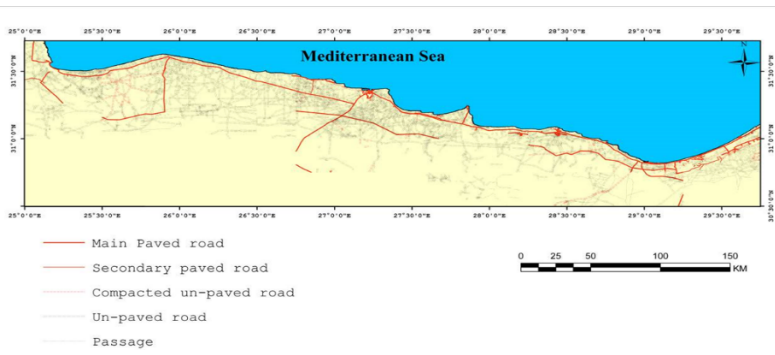 25°0'0"E 25°30'0"E 26°0'0"E 26°30'0"E 27°0'0"E 27°30'0"E 28°0'0"E 28°30'0"E 29°0'0"E 29°30'0"E
Mediterranean Sea
N
31°30'0"N 31°30'0"N
31°0'0"N 31°0'0"N
30°30'0"N
25°0'0"E 25°30'0"E 26°0'0"E 26°30'0"E 27°0'0"E 27°30'0"E 28°0'0"E 28°30'0"E 29°0'0"E 29°30'0"E
Main Paved road
Secondary paved road
Compacted un-paved road
Un-paved road
Passage
0 25 50 100 150
KM